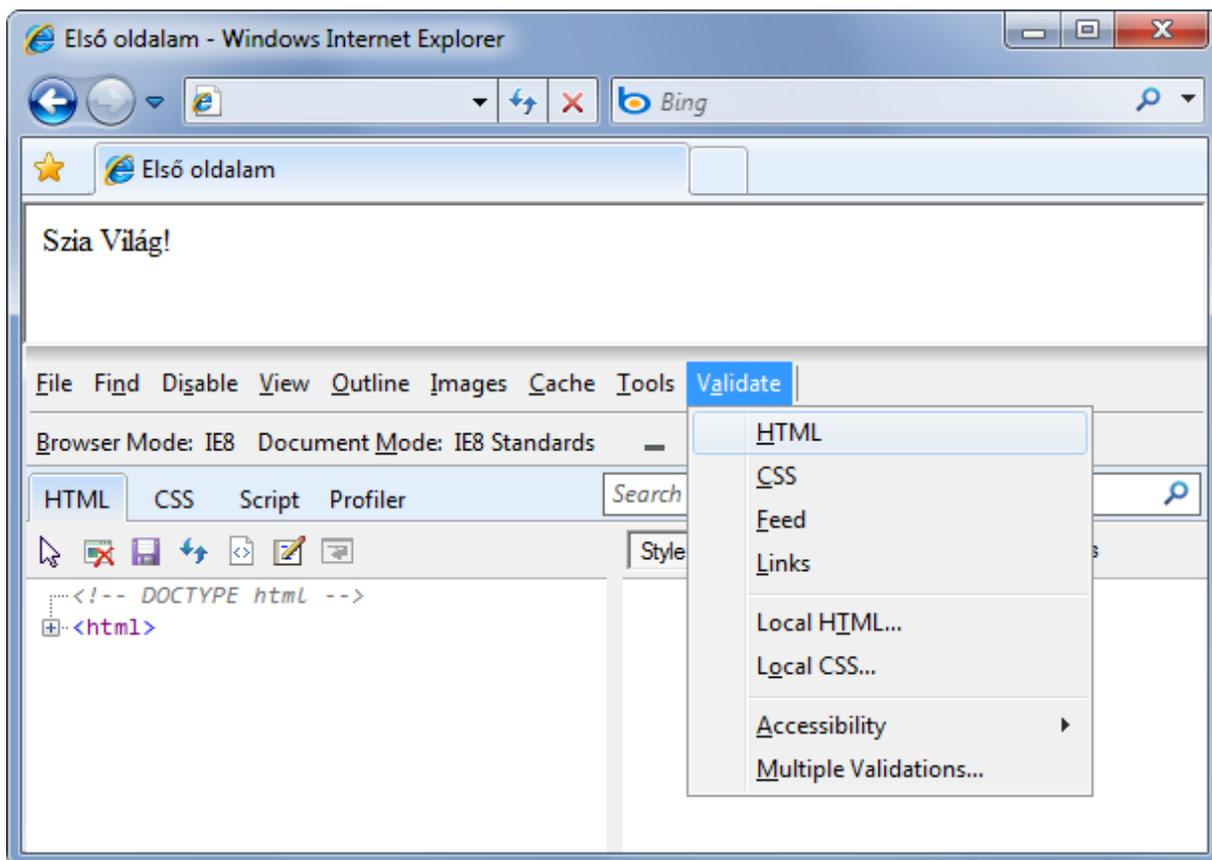 Első oldalam - Windows Internet Explorer
Bing
Első oldalam
Szia Világ!
File Find Disable View Outline Images Cache Tools Validate
Browser Mode: IE8 Document Mode: IE8 Standards
HTML CSS Script Profiler Search
Style
<!-- DOCTYPE html -->
<html>
HTML
CSS
Feed
Links
Local HTML...
Local CSS...
Accessibility
Multiple Validations...